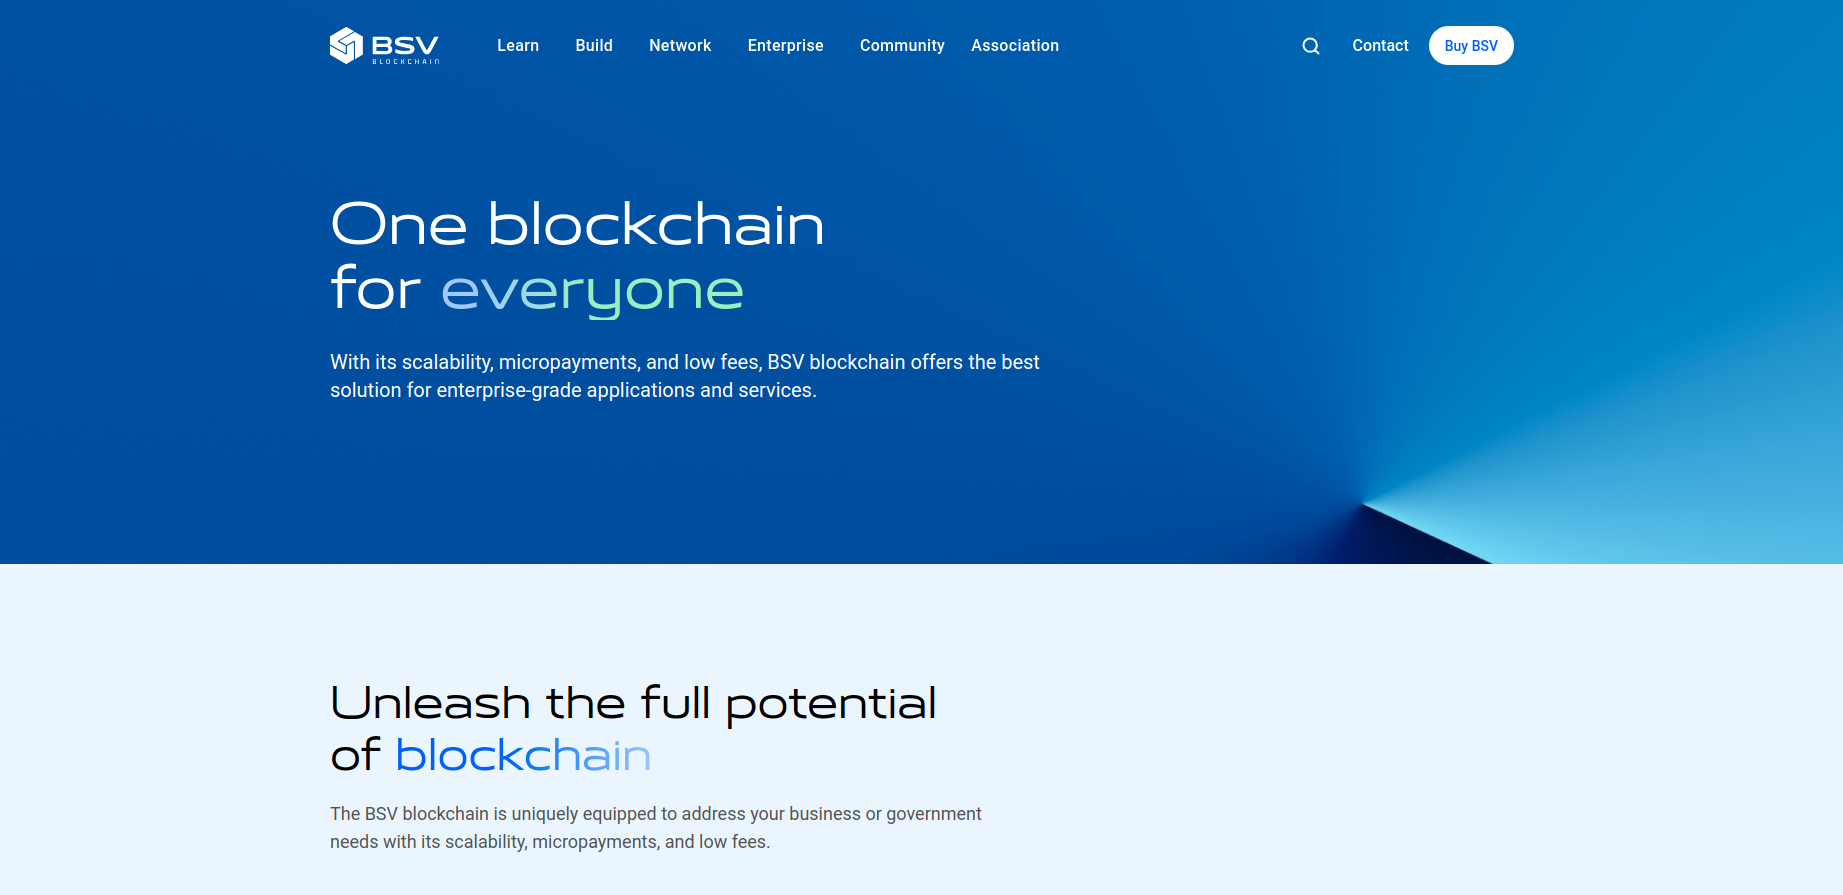 BSV
BLOCKCHAIN
Learn
Build
Network
Enterprise
Community
Association
Contact
Buy BSV
One blockchain
for everyone
With its scalability, micropayments, and low fees, BSV blockchain offers the best
solution for enterprise-grade applications and services.
Unleash the full potential
of blockchain
The BSV blockchain is uniquely equipped to address your business or government
needs with its scalability, micropayments, and low fees.